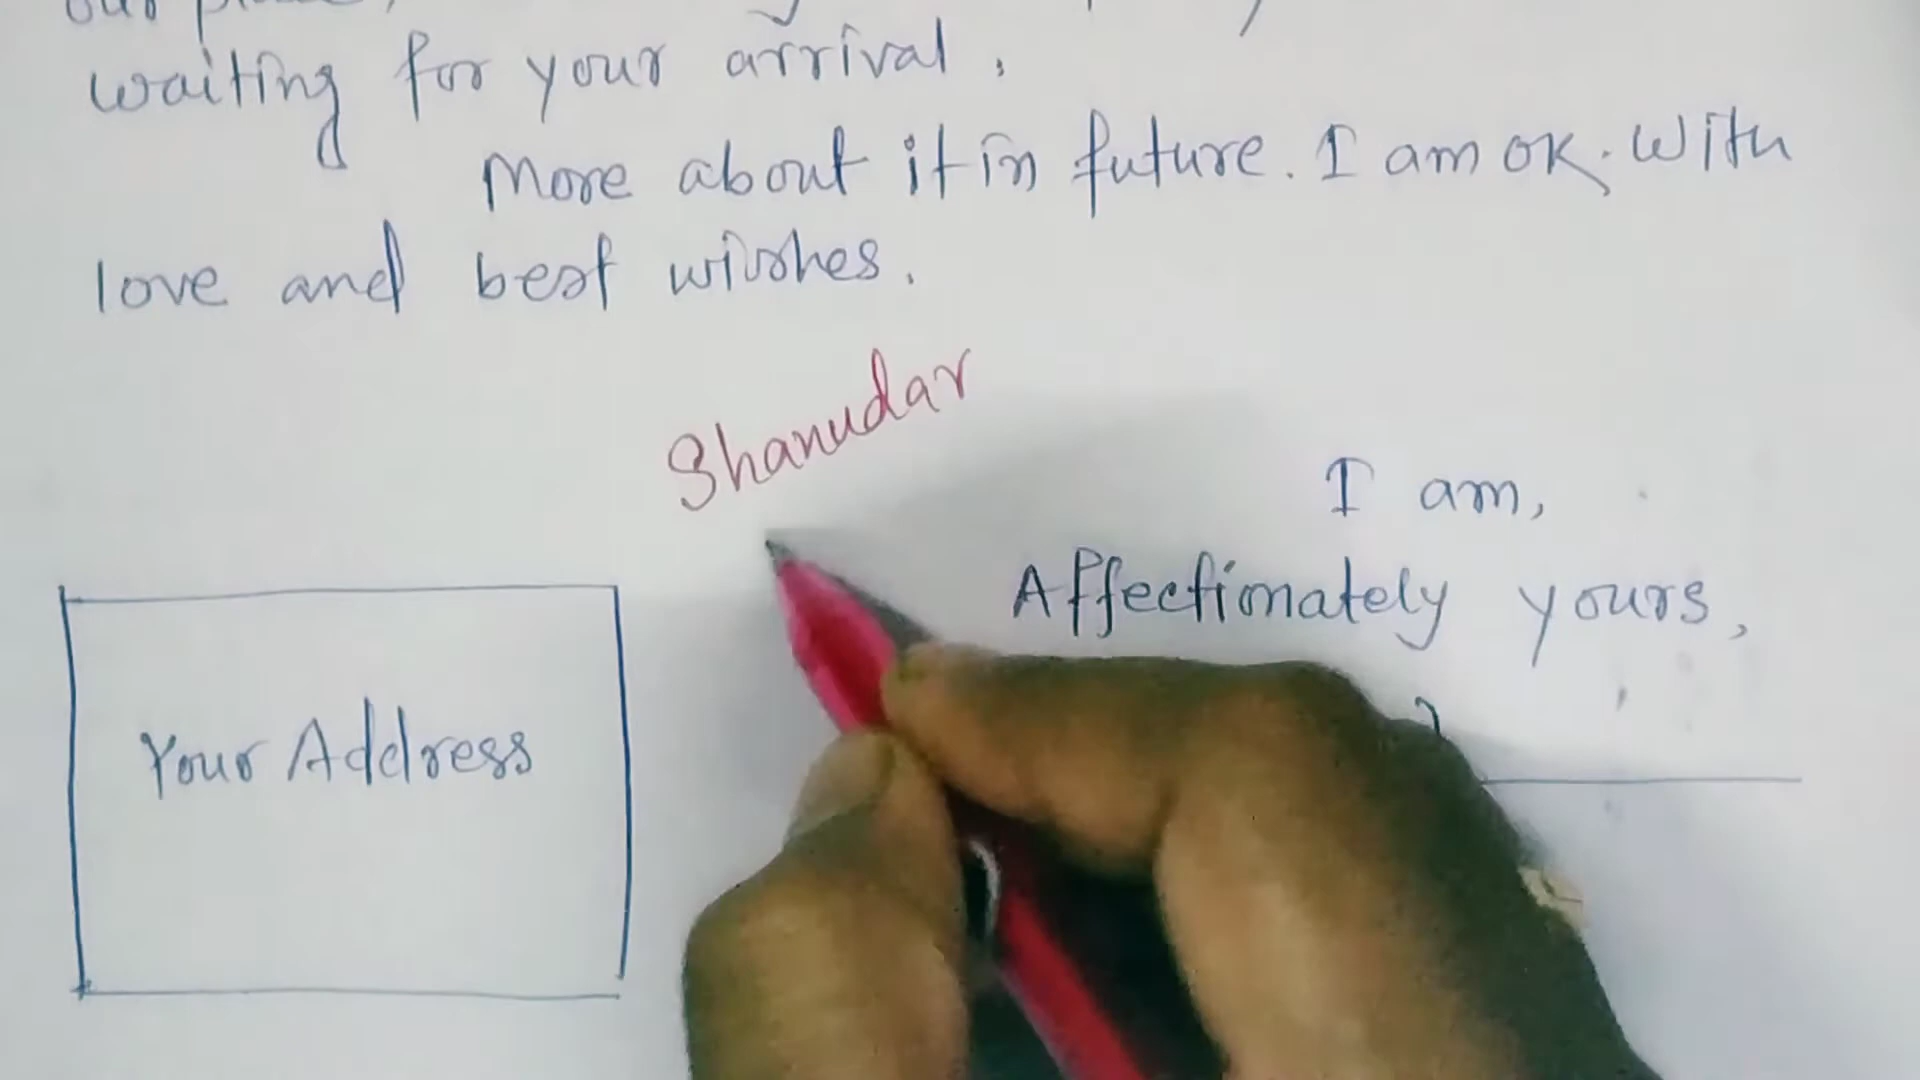 waiting for your arrival.
More about it in future. I am ok. With
love and best wishes.
Shanudar
I am,
Affectimately yours,
Your Address